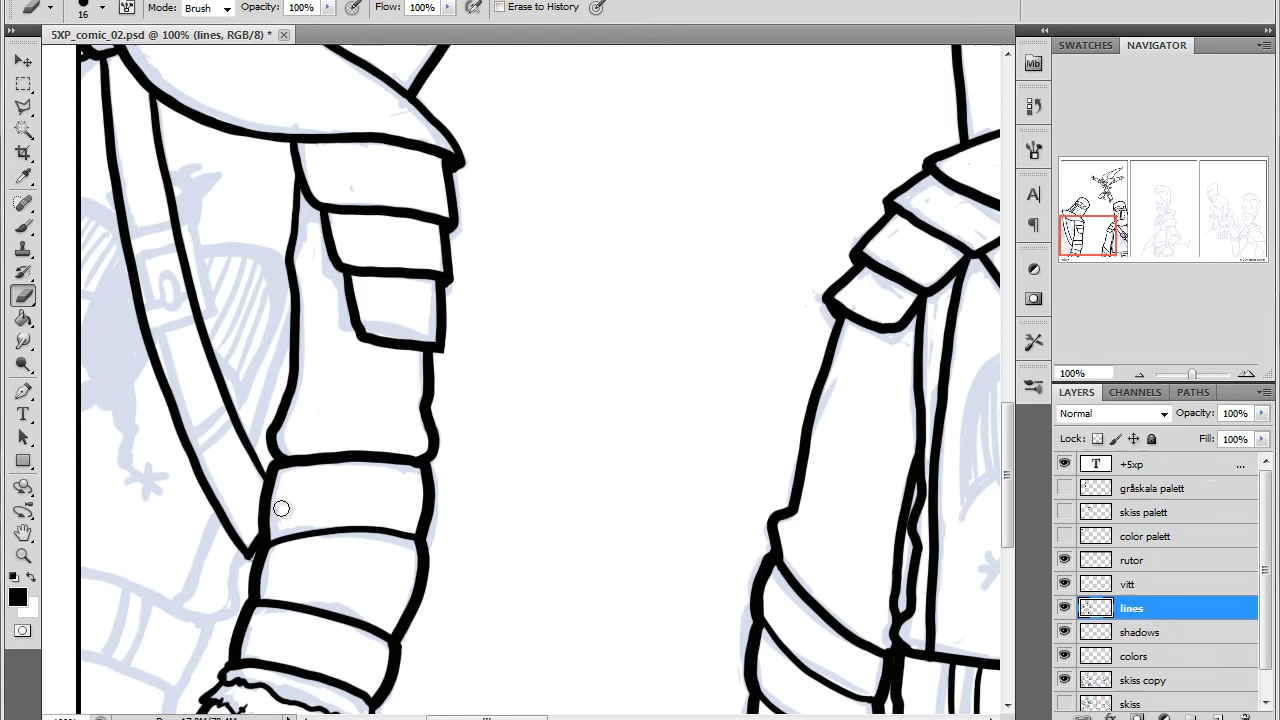 Mode: Brush Opacity: 100% Flow: 100% Erase to History
16
5XP_comic_02.psd @ 100% (lines, RGB/8) *
SWATCHES NAVIGATOR
Mb
A
100%
LAYERS CHANNELS PATHS
Normal Opacity: 100%
Lock: Fill: 100%
T +5xp ...
gråskala palett
skiss palett
color palett
rutor
vitt
lines
shadows
colors
skiss copy
skiss
T